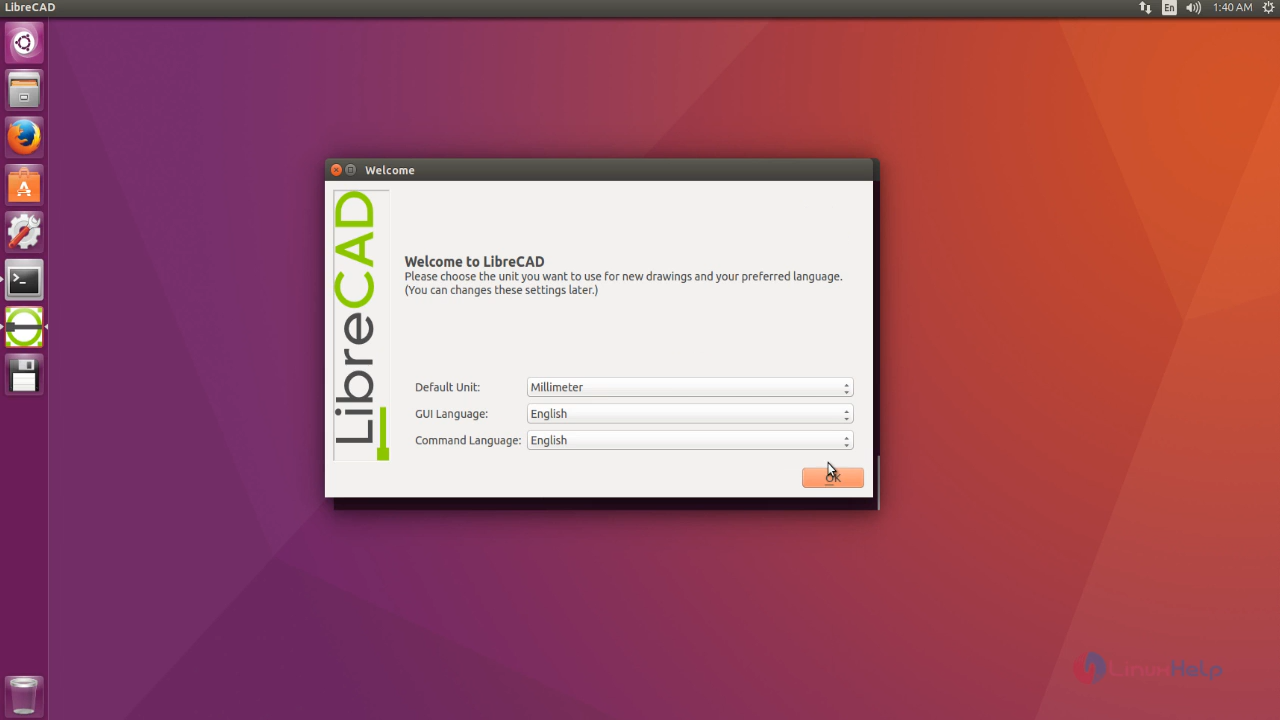 LibreCAD
En
1:40 AM
Welcome
LibreCAD
Welcome to LibreCAD
Please choose the unit you want to use for new drawings and your preferred language.
(You can changes these settings later.)
Default Unit:
Millimeter
GUI Language:
English
Command Language:
English
OK
LinuxHelp